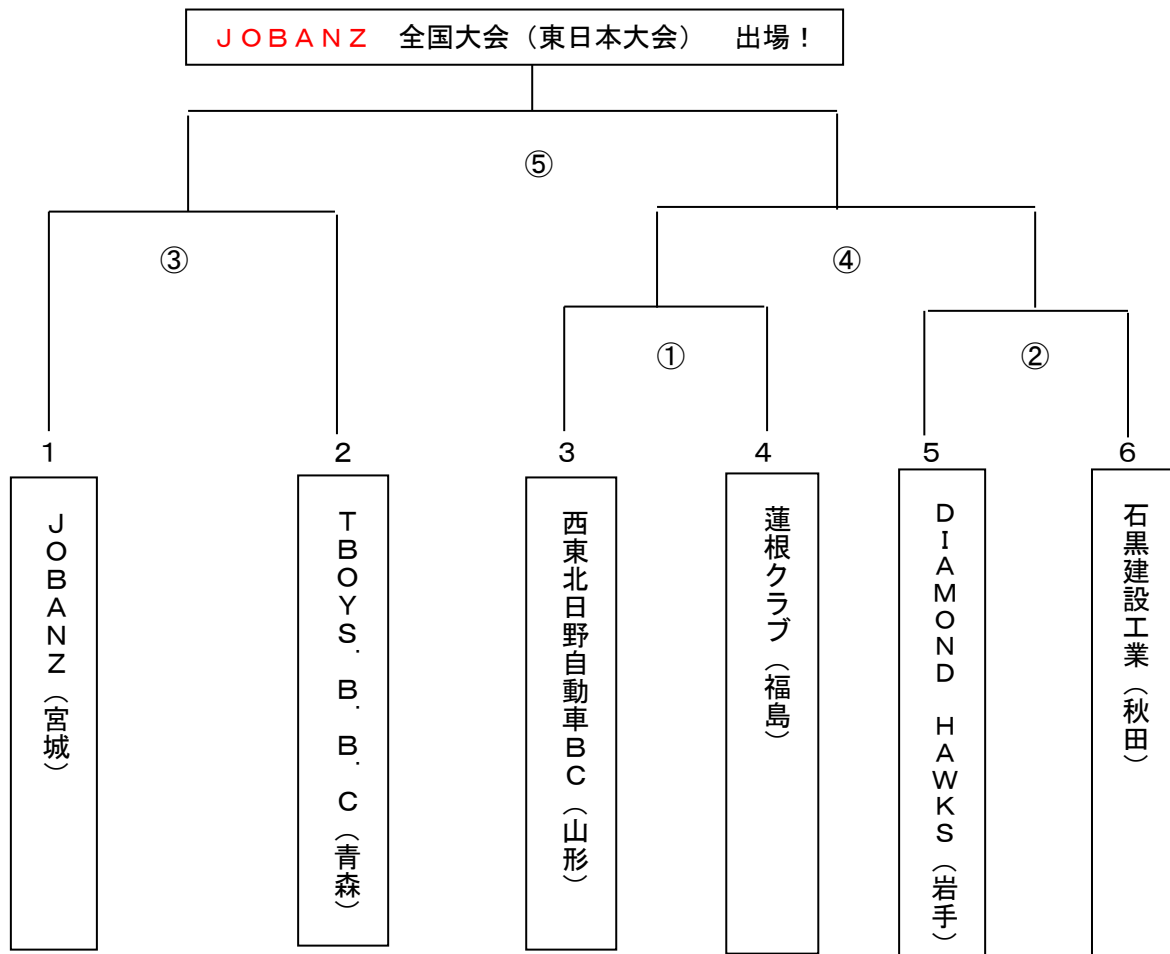 ＪＯＢＡＮＺ　全国大会（東日本大会）　出場！
⑤
③
④
①
②
１
２
３
４
５
６
ＪＯＢＡＮＺ（宮城）
ＴＢＯＹＳ．Ｂ．Ｂ．Ｃ（青森）
西東北日野自動車ＢＣ（山形）
蓮根クラブ（福島）
ＤＩＡＭＯＮＤ　ＨＡＷＫＳ（岩手）
石黒建設工業（秋田）